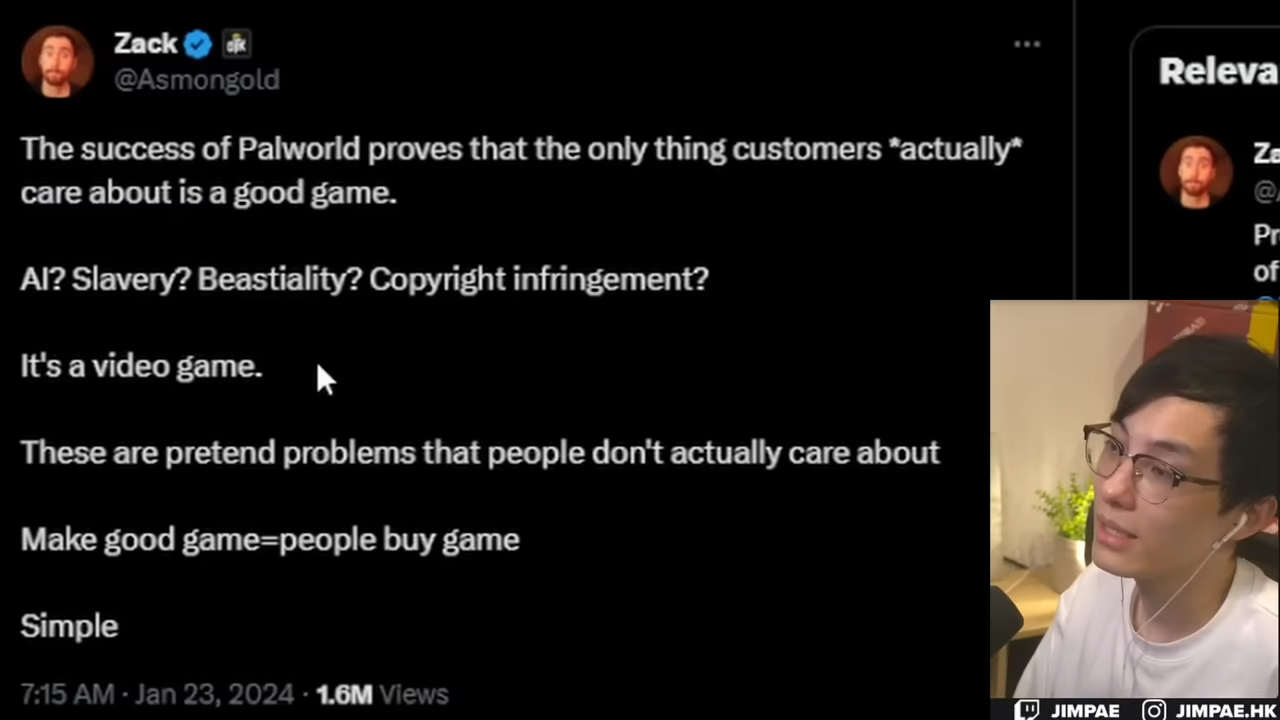 Zack
@Asmongold
The success of Palworld proves that the only thing customers *actually*
care about is a good game.
AI? Slavery? Beastiality? Copyright infringement?
It's a video game.
These are pretend problems that people don't actually care about
Make good game=people buy game
Simple
7:15 AM · Jan 23, 2024 · 1.6M Views
Releva
Za
@
Pr
of
JIMPAE JIMPAE.HK